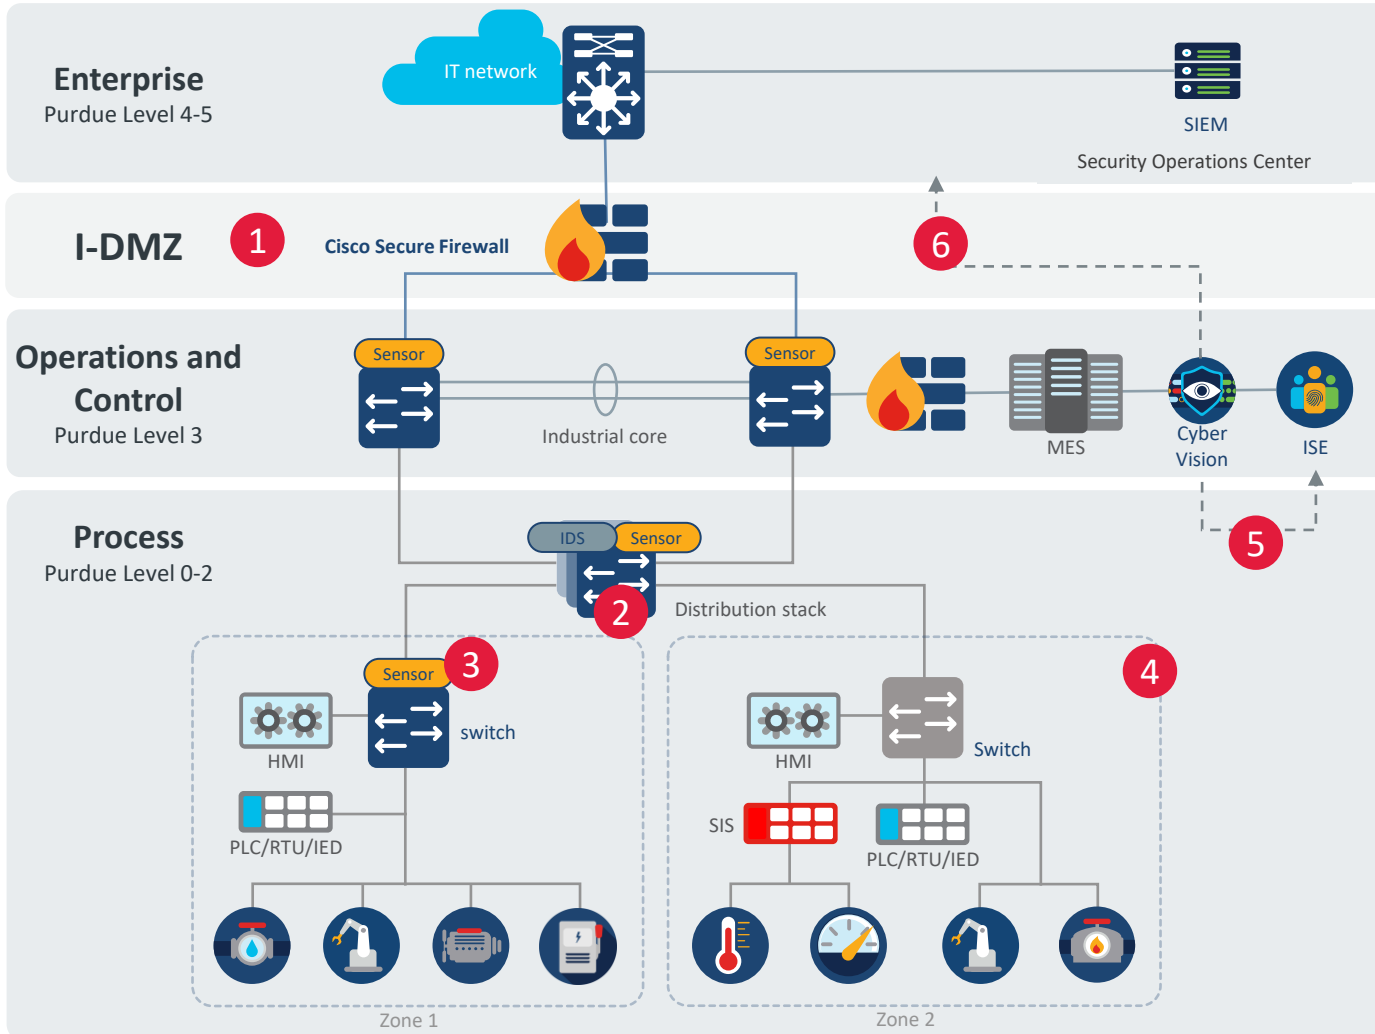 Enterprise
Purdue Level 4-5
IT network
SIEM
Security Operations Center
I-DMZ
1
Cisco Secure Firewall
6
Operations and
Control
Purdue Level 3
Sensor
Sensor
Industrial core
MES
Cyber
Vision
ISE
Process
Purdue Level 0-2
IDS
Sensor
5
2
Distribution stack
Sensor
3
4
HMI
switch
HMI
Switch
PLC/RTU/IED
SIS
PLC/RTU/IED
Zone 1
Zone 2